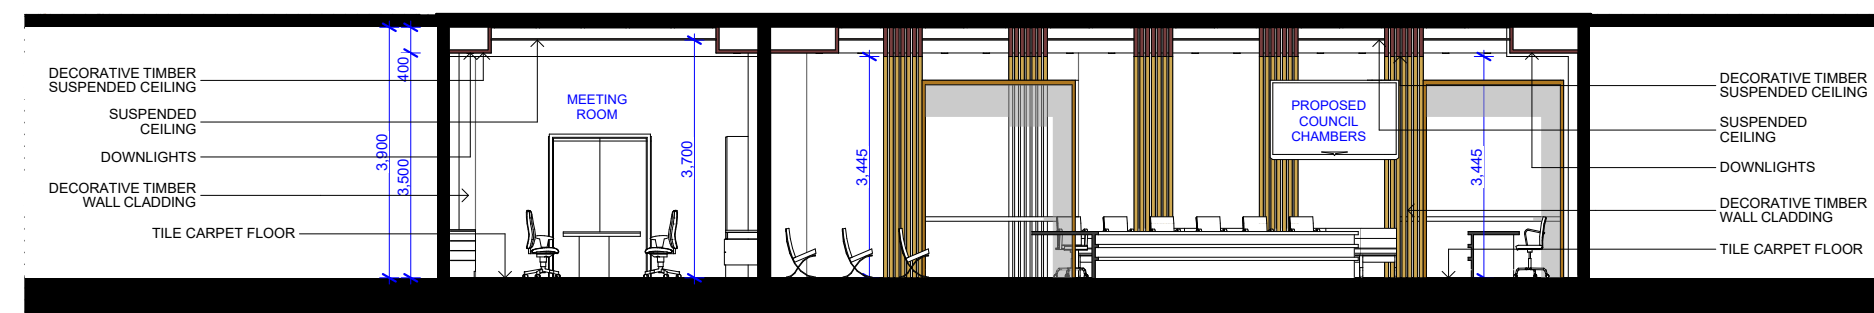 DECORATIVE TIMBER
SUSPENDED CEILING
SUSPENDED
CEILING
DOWNLIGHTS
DECORATIVE TIMBER
WALL CLADDING
TILE CARPET FLOOR
3,900
400
3,500
MEETING
ROOM
3,700
3,445
PROPOSED
COUNCIL
CHAMBERS
3,445
DECORATIVE TIMBER
SUSPENDED CEILING
SUSPENDED
CEILING
DOWNLIGHTS
DECORATIVE TIMBER
WALL CLADDING
TILE CARPET FLOOR